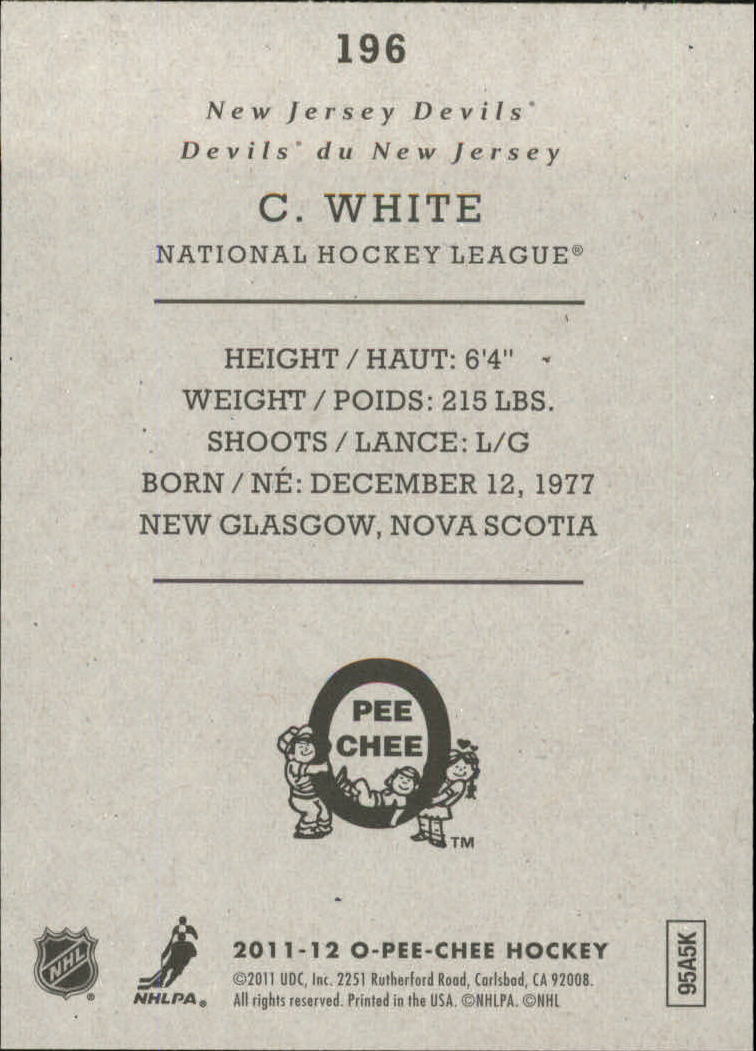 196
New Jersey Devils®
Devils® du New Jersey
C. WHITE
NATIONAL HOCKEY LEAGUE®
HEIGHT / HAUT: 6'4"
WEIGHT / POIDS: 215 LBS.
SHOOTS / LANCE: L/G
BORN / NÉ: DECEMBER 12, 1977
NEW GLASGOW, NOVA SCOTIA
O
PEE
CHEE
TM
NHL
®
NHLPA®
2011-12 O-PEE-CHEE HOCKEY
©2011 UDC, Inc. 2251 Rutherford Road, Carlsbad, CA 92008.
All rights reserved. Printed in the USA. ©NHLPA. ©NHL
95A5K